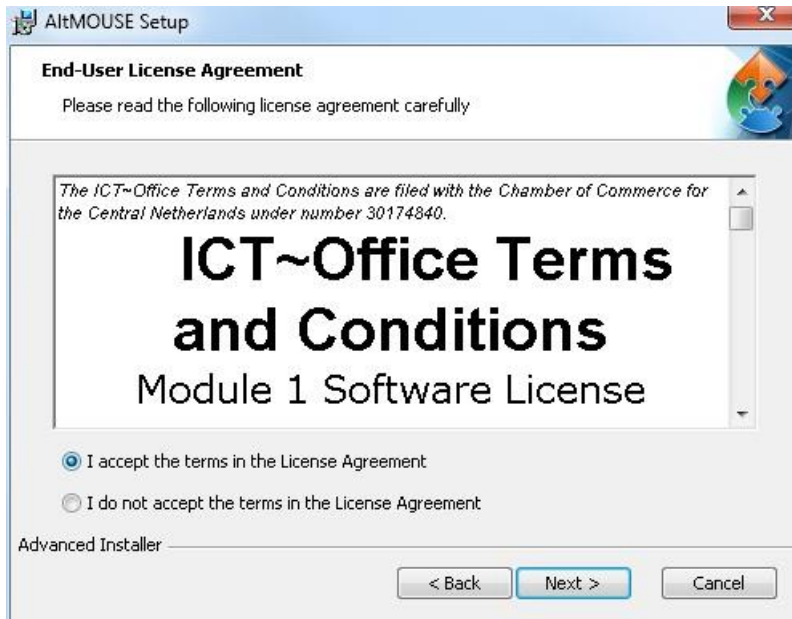 AltMOUSE Setup
End-User License Agreement
Please read the following license agreement carefully
The ICT~Office Terms and Conditions are filed with the Chamber of Commerce for
the Central Netherlands under number 30174840.
ICT~Office Terms
and Conditions
Module 1 Software License
I accept the terms in the License Agreement
I do not accept the terms in the License Agreement
Advanced Installer
< Back Next > Cancel